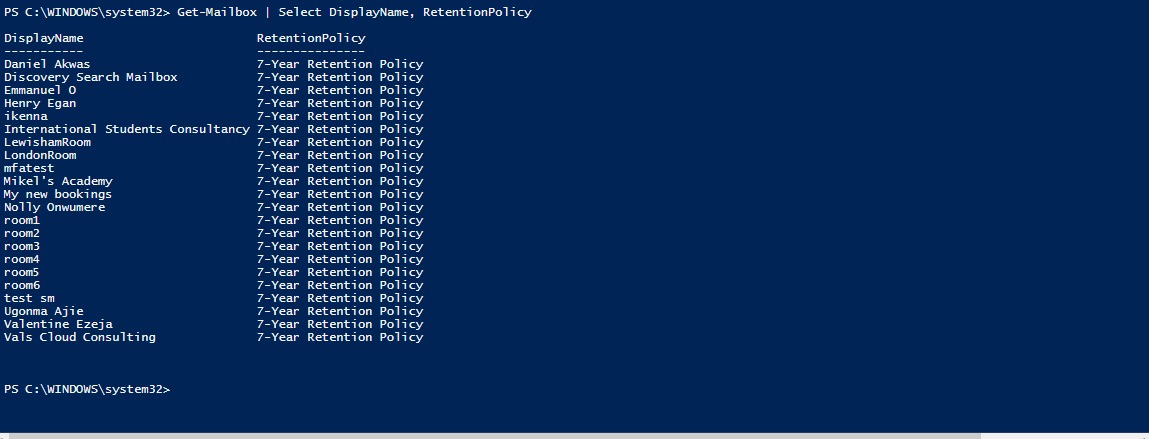 PS C:\WINDOWS\system32> Get-Mailbox | Select DisplayName, RetentionPolicy
DisplayName                        RetentionPolicy
-----------                        ---------------
Daniel Akwas                       7-Year Retention Policy
Discovery Search Mailbox           7-Year Retention Policy
Emmanuel O                         7-Year Retention Policy
Henry Egan                         7-Year Retention Policy
ikenna                             7-Year Retention Policy
International Students Consultancy 7-Year Retention Policy
LewishamRoom                       7-Year Retention Policy
LondonRoom                         7-Year Retention Policy
mfatest                            7-Year Retention Policy
Mikel's Academy                    7-Year Retention Policy
My new bookings                    7-Year Retention Policy
Nolly Onwumere                     7-Year Retention Policy
room1                              7-Year Retention Policy
room2                              7-Year Retention Policy
room3                              7-Year Retention Policy
room4                              7-Year Retention Policy
room5                              7-Year Retention Policy
room6                              7-Year Retention Policy
test sm                            7-Year Retention Policy
Ugonma Ajie                        7-Year Retention Policy
Valentine Ezeja                    7-Year Retention Policy
Vals Cloud Consulting              7-Year Retention Policy
PS C:\WINDOWS\system32>